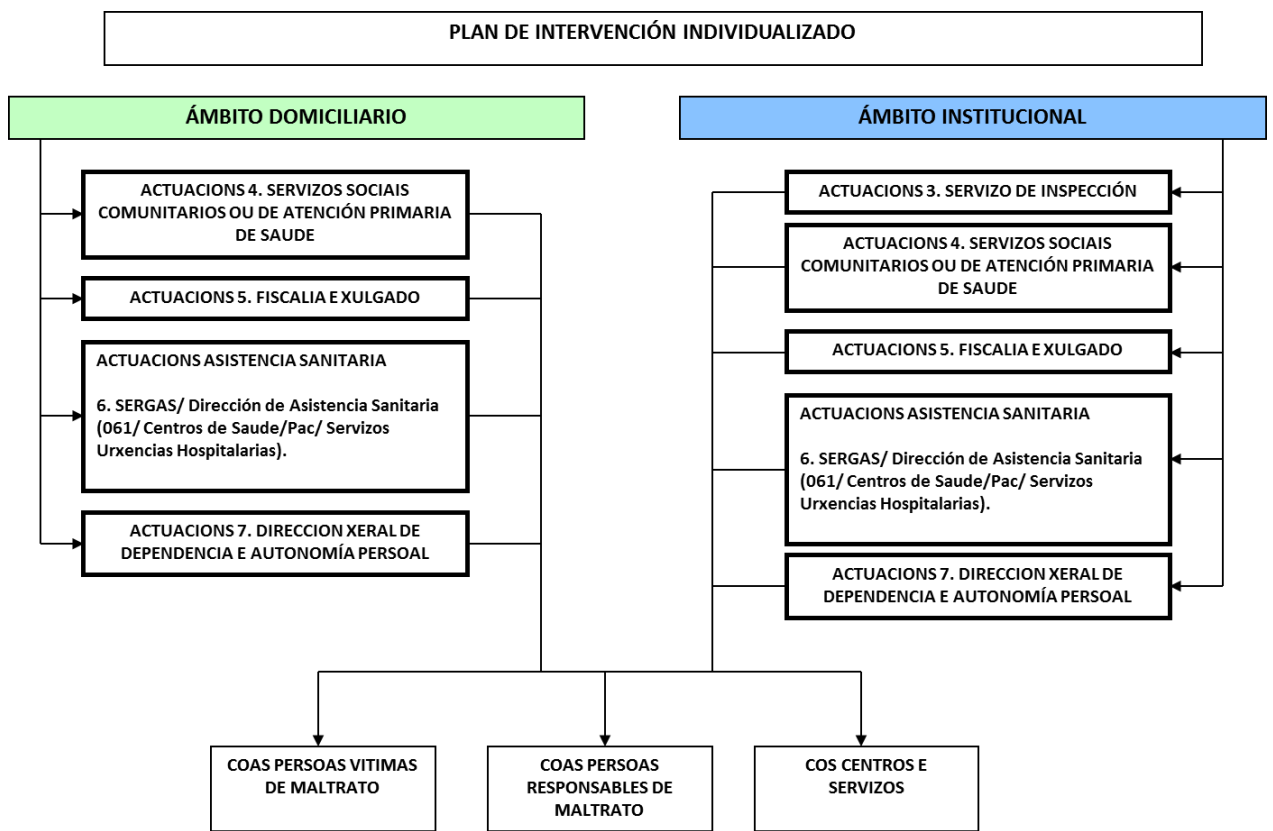 PLAN DE INTERVENCIÓN INDIVIDUALIZADO
ÁMBITO DOMICILIARIO
ACTUACIONS 4. SERVIZOS SOCIAIS
COMUNITARIOS OU DE ATENCIÓN PRIMARIA
DE SAUDE
ACTUACIONS 5. FISCALIA E XULGADO
ACTUACIONS ASISTENCIA SANITARIA
6. SERGAS/ Dirección de Asistencia Sanitaria
(061/ Centros de Saude/Pac/ Servizos
Urxencias Hospitalarias).
ACTUACIONS 7. DIRECCION XERAL DE
DEPENDENCIA E AUTONOMÍA PERSOAL
ÁMBITO INSTITUCIONAL
ACTUACIONS 3. SERVIZO DE INSPECCIÓN
ACTUACIONS 4. SERVIZOS SOCIAIS
COMUNITARIOS OU DE ATENCIÓN PRIMARIA
DE SAUDE
ACTUACIONS 5. FISCALIA E XULGADO
ACTUACIONS ASISTENCIA SANITARIA
6. SERGAS/ Dirección de Asistencia Sanitaria
(061/ Centros de Saude/Pac/ Servizos
Urxencias Hospitalarias).
ACTUACIONS 7. DIRECCION XERAL DE
DEPENDENCIA E AUTONOMÍA PERSOAL
COAS PERSOAS VITIMAS
DE MALTRATO
COAS PERSOAS
RESPONSABLES DE
MALTRATO
COS CENTROS E
SERVIZOS